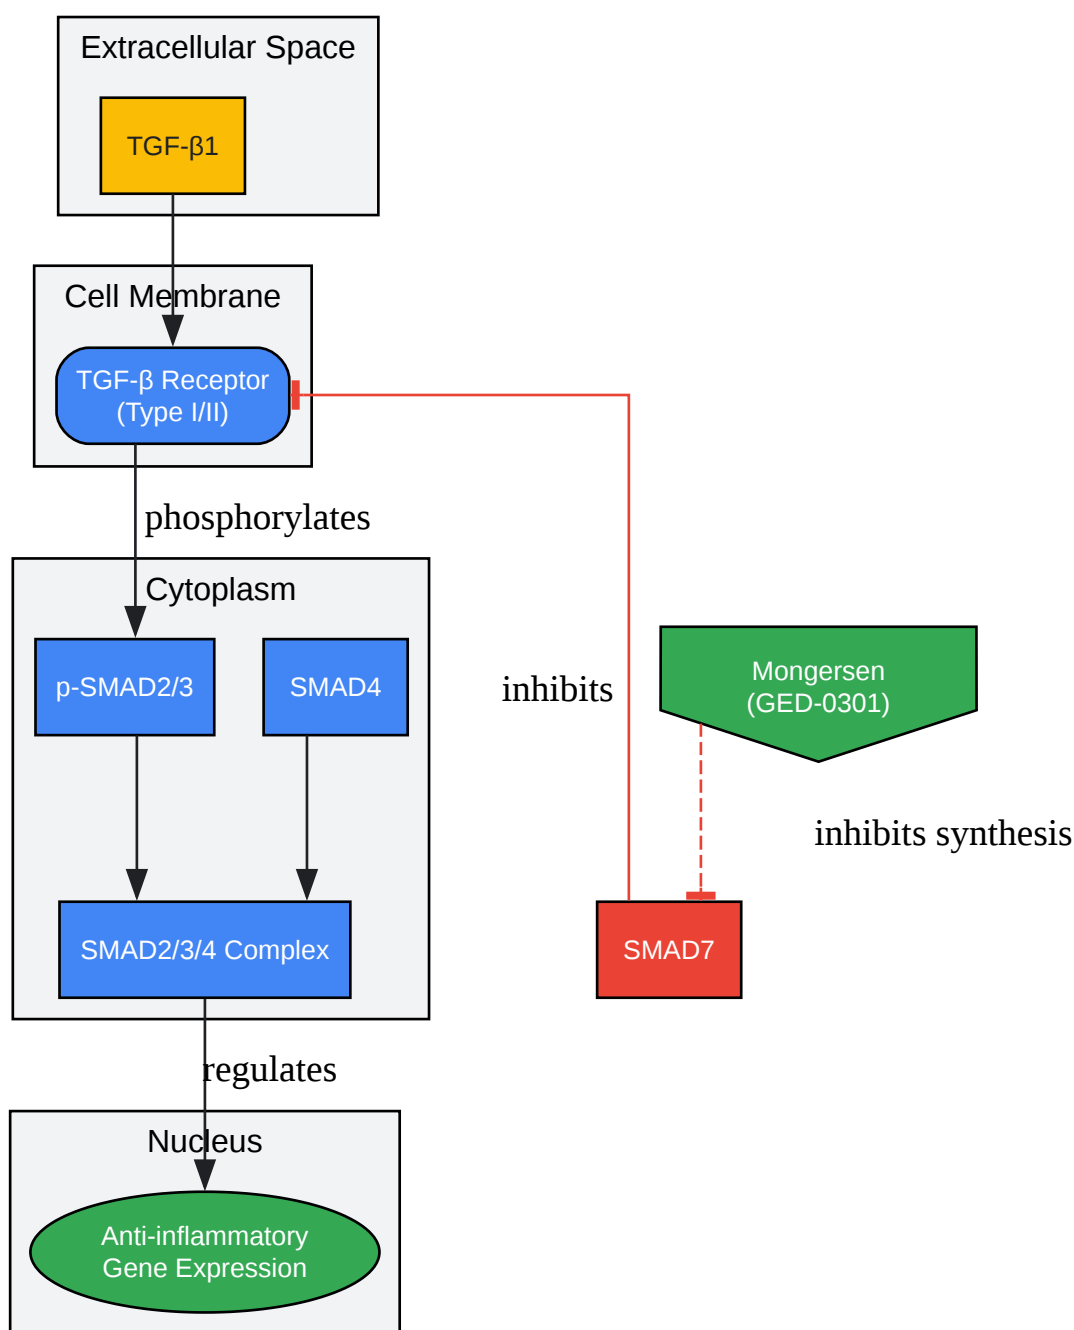 Extracellular Space
TGF-β1
Cell Membrane
TGF-β Receptor
(Type I/II)
phosphorylates
Cytoplasm
p-SMAD2/3
SMAD4
inhibits
Mongersen
(GED-0301)
inhibits synthesis
SMAD2/3/4 Complex
SMAD7
regulates
Nucleus
Anti-inflammatory
Gene Expression